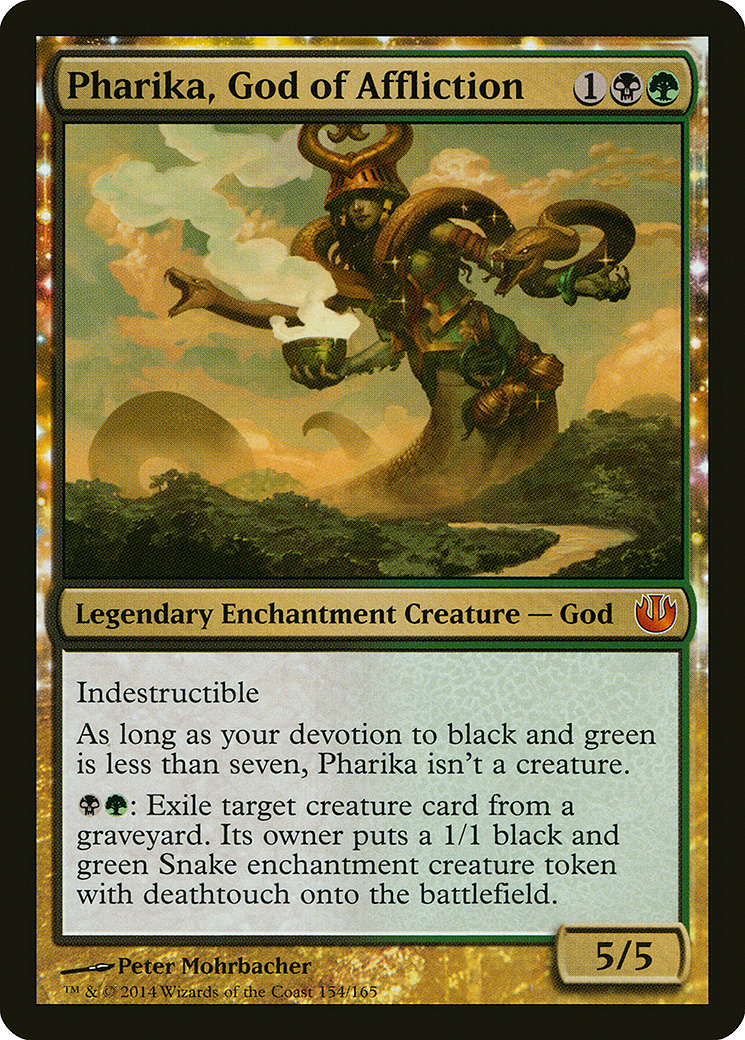 Pharika, God of Affliction 1
Legendary Enchantment Creature — God
Indestructible
As long as your devotion to black and green
is less than seven, Pharika isn't a creature.
: Exile target creature card from a
graveyard. Its owner puts a 1/1 black and
green Snake enchantment creature token
with deathtouch onto the battlefield.
5/5
Peter Mohrbacher
™ & © 2014 Wizards of the Coast 154/165